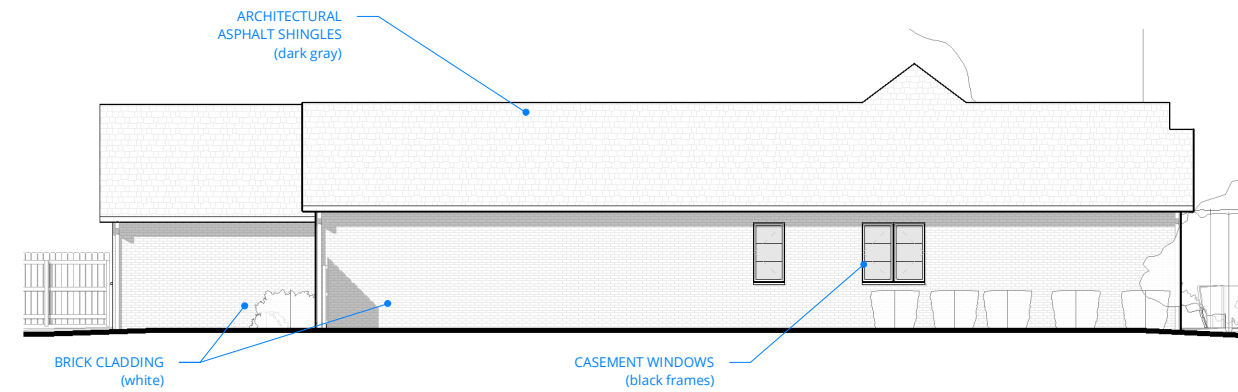 ARCHITECTURAL
ASPHALT SHINGLES
(dark gray)
BRICK CLADDING
(white)
CASEMENT WINDOWS
(black frames)